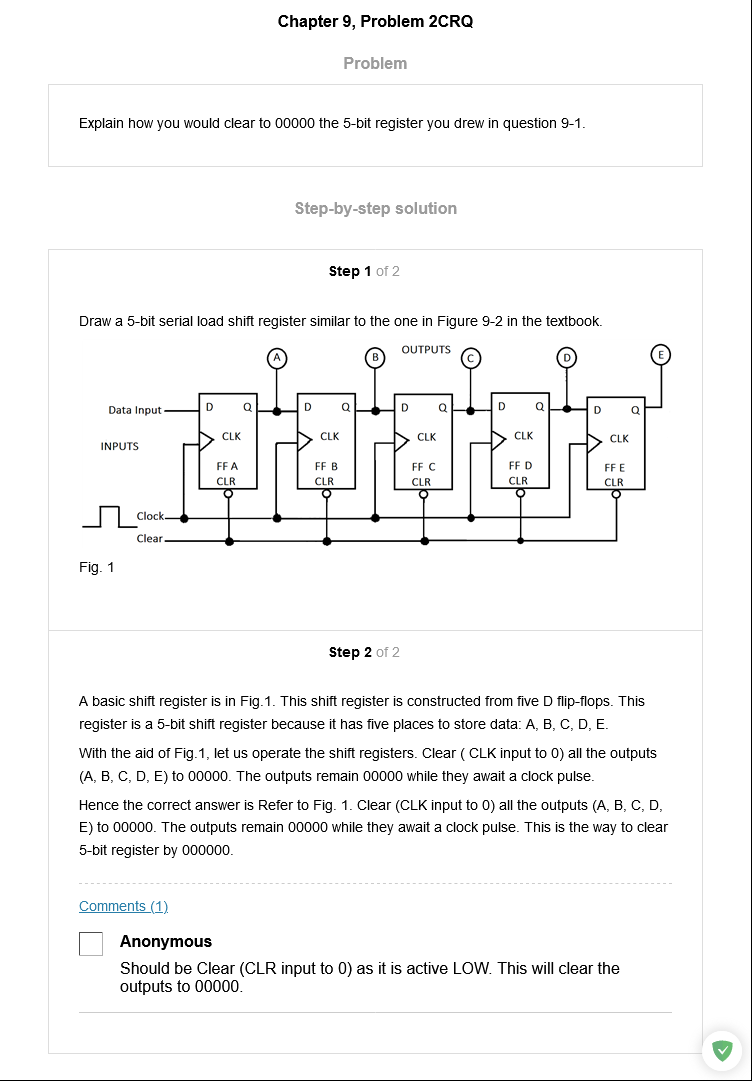 Chapter 9, Problem 2CRQ
Problem
Explain how you would clear to 00000 the 5-bit register you drew in question 9-1.
Step-by-step solution
Step 1 of 2
Draw a 5-bit serial load shift register similar to the one in Figure 9-2 in the textbook.
OUTPUTS
A B C D E
Data Input D Q D Q D Q D Q D Q
INPUTS CLK CLK CLK CLK CLK
FF A FF B FF C FF D FF E
CLR CLR CLR CLR CLR
Clock
Clear
Fig. 1
Step 2 of 2
A basic shift register is in Fig.1. This shift register is constructed from five D flip-flops. This
register is a 5-bit shift register because it has five places to store data: A, B, C, D, E.
With the aid of Fig.1, let us operate the shift registers. Clear ( CLK input to 0) all the outputs
(A, B, C, D, E) to 00000. The outputs remain 00000 while they await a clock pulse.
Hence the correct answer is Refer to Fig. 1. Clear (CLK input to 0) all the outputs (A, B, C, D,
E) to 00000. The outputs remain 00000 while they await a clock pulse. This is the way to clear
5-bit register by 000000.
Comments (1)
Anonymous
Should be Clear (CLR input to 0) as it is active LOW. This will clear the
outputs to 00000.